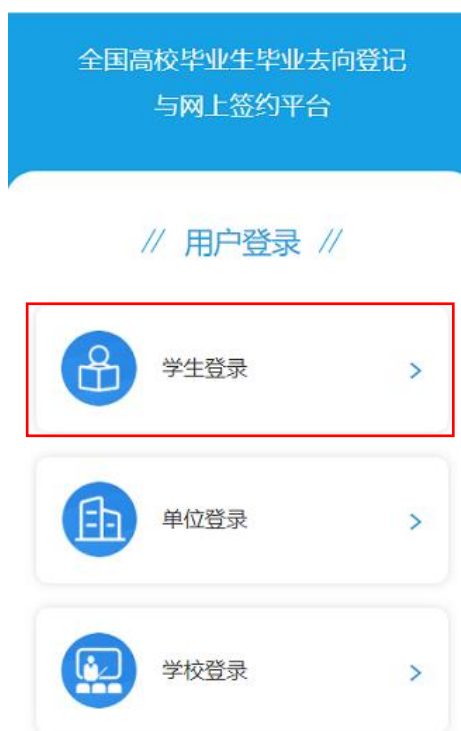 全国高校毕业生毕业去向登记
与网上签约平台
// 用户登录 //
学生登录
单位登录
学校登录